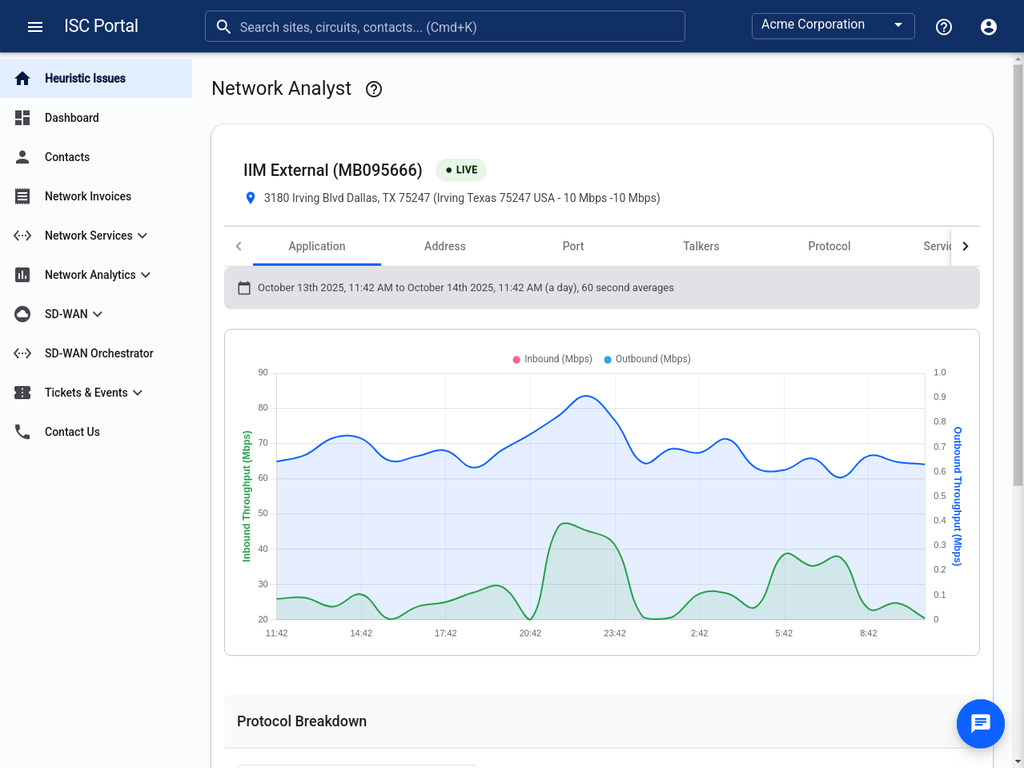 ISC Portal
Search sites, circuits, contacts... (Cmd+K)
Acme Corporation
Heuristic Issues
Dashboard
Contacts
Network Invoices
Network Services
Network Analytics
SD-WAN
SD-WAN Orchestrator
Tickets & Events
Contact Us
Network Analyst
IIM External (MB095666)
LIVE
3180 Irving Blvd Dallas, TX 75247 (Irving Texas 75247 USA - 10 Mbps -10 Mbps)
Application
Address
Port
Talkers
Protocol
Servic
October 13th 2025, 11:42 AM to October 14th 2025, 11:42 AM (a day), 60 second averages
Inbound (Mbps)
Outbound (Mbps)
Inbound Throughput (Mbps)
90
80
70
60
50
40
30
20
1.0
0.9
0.8
0.7
0.6
0.5
0.4
0.3
0.2
0.1
0
Outbound Throughput (Mbps)
11:42
14:42
17:42
20:42
23:42
2:42
5:42
8:42
Protocol Breakdown